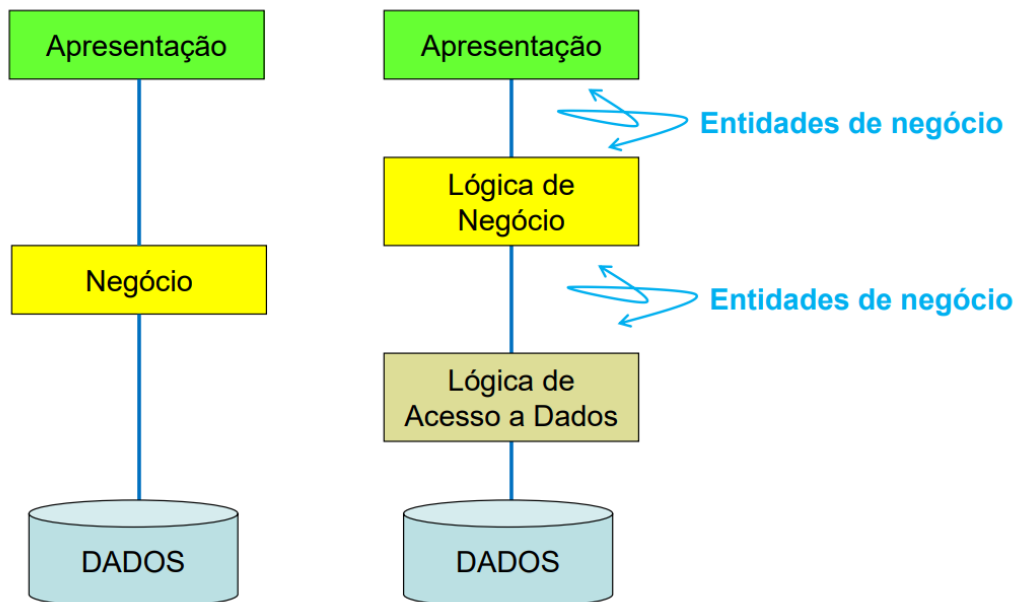 Apresentação
Apresentação
Entidades de negócio
Lógica de
Negócio
Negócio
Entidades de negócio
Lógica de
Acesso a Dados
DADOS
DADOS